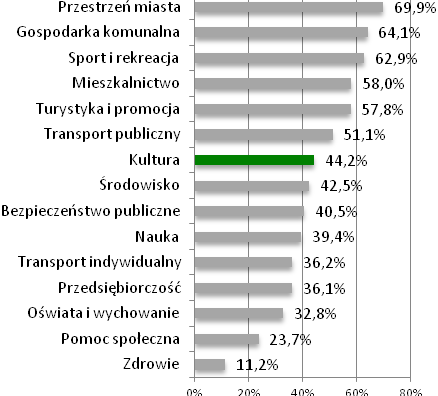 Przestrzeń miasta 69,9%
Gospodarka komunalna 64,1%
Sport i rekreacja 62,9%
Mieszkalnictwo 58,0%
Turystyka i promocja 57,8%
Transport publiczny 51,1%
Kultura 44,2%
Środowisko 42,5%
Bezpieczeństwo publiczne 40,5%
Nauka 39,4%
Transport indywidualny 36,2%
Przedsiębiorczość 36,1%
Oświata i wychowanie 32,8%
Pomoc społeczna 23,7%
Zdrowie 11,2%
0% 20% 40% 60% 80%